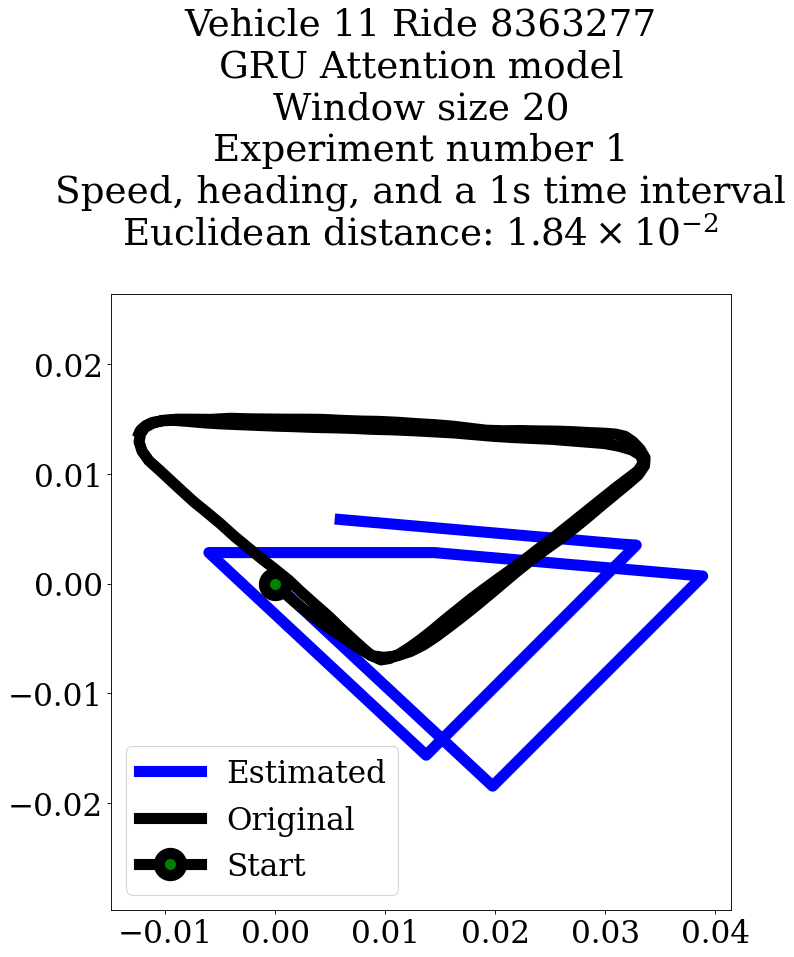 Vehicle 11 Ride 8363277
GRU Attention model
Window size 20
Experiment number 1
Speed, heading, and a 1s time interval
Euclidean distance: 1.84 × 10⁻²
0.02
0.01
0.00
−0.01
−0.02
Estimated
Original
Start
−0.01 0.00 0.01 0.02 0.03 0.04